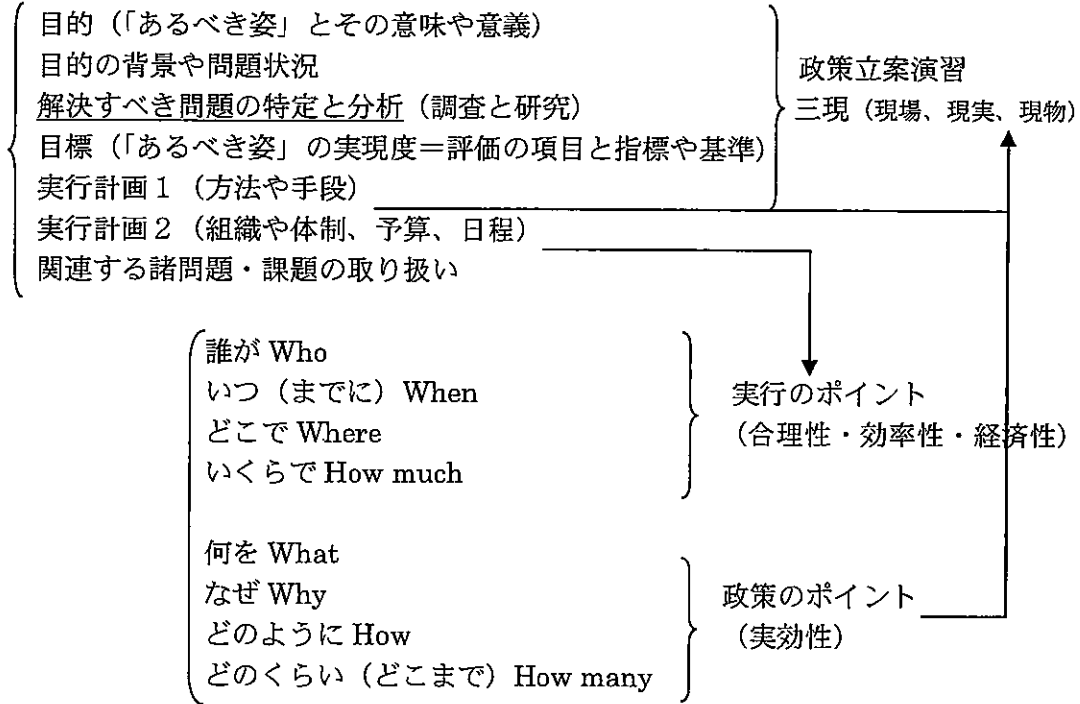 目的（「あるべき姿」とその意味や意義）
目的の背景や問題状況
解決すべき問題の特定と分析（調査と研究）
目標（「あるべき姿」の実現度＝評価の項目と指標や基準）
実行計画１（方法や手段）
実行計画２（組織や体制、予算、日程）
関連する諸問題・課題の取り扱い
政策立案演習
三現（現場、現実、現物）
誰が Who
いつ（までに）When
どこで Where
いくらで How much
実行のポイント
（合理性・効率性・経済性）
何を What
なぜ Why
どのように How
どのくらい（どこまで）How many
政策のポイント
（実効性）